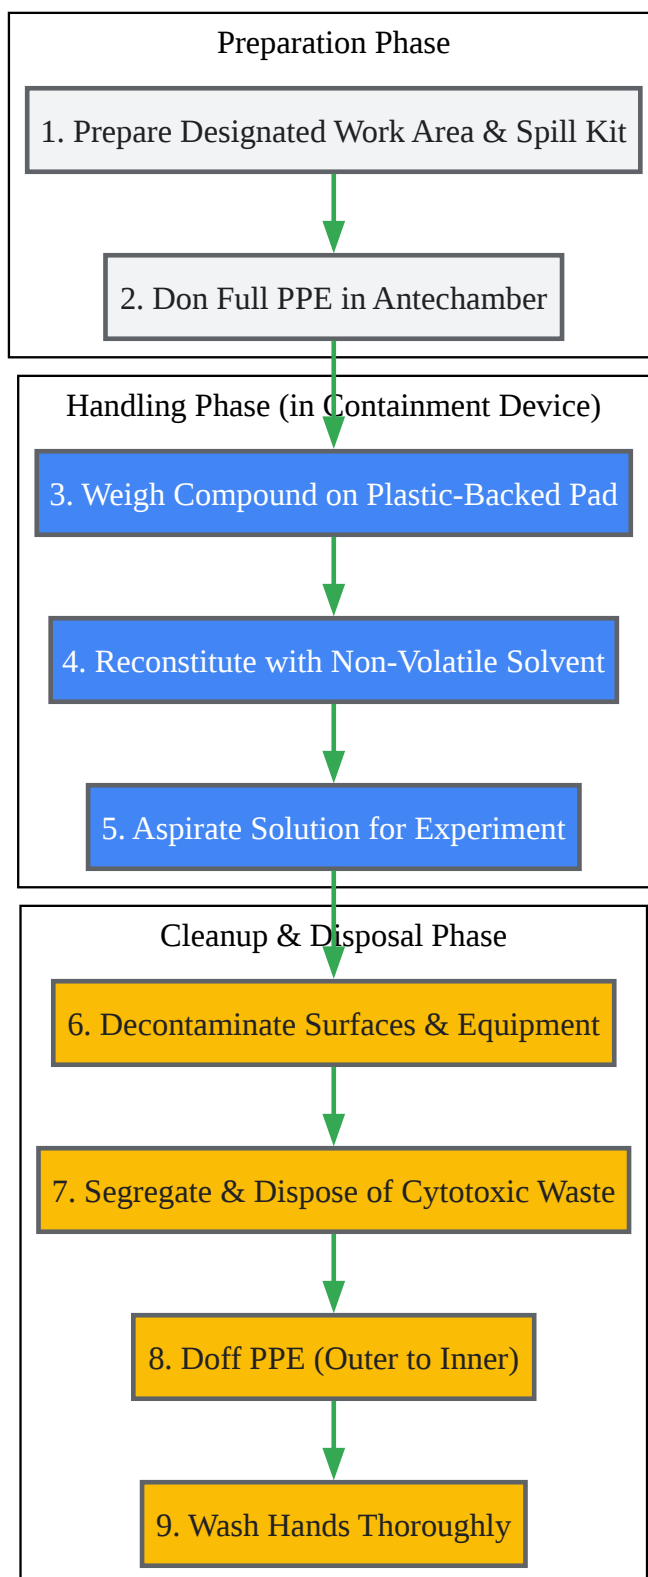 Preparation Phase
1. Prepare Designated Work Area & Spill Kit
2. Don Full PPE in Antechamber
Handling Phase (in Containment Device)
3. Weigh Compound on Plastic-Backed Pad
4. Reconstitute with Non-Volatile Solvent
5. Aspirate Solution for Experiment
Cleanup & Disposal Phase
6. Decontaminate Surfaces & Equipment
7. Segregate & Dispose of Cytotoxic Waste
8. Doff PPE (Outer to Inner)
9. Wash Hands Thoroughly